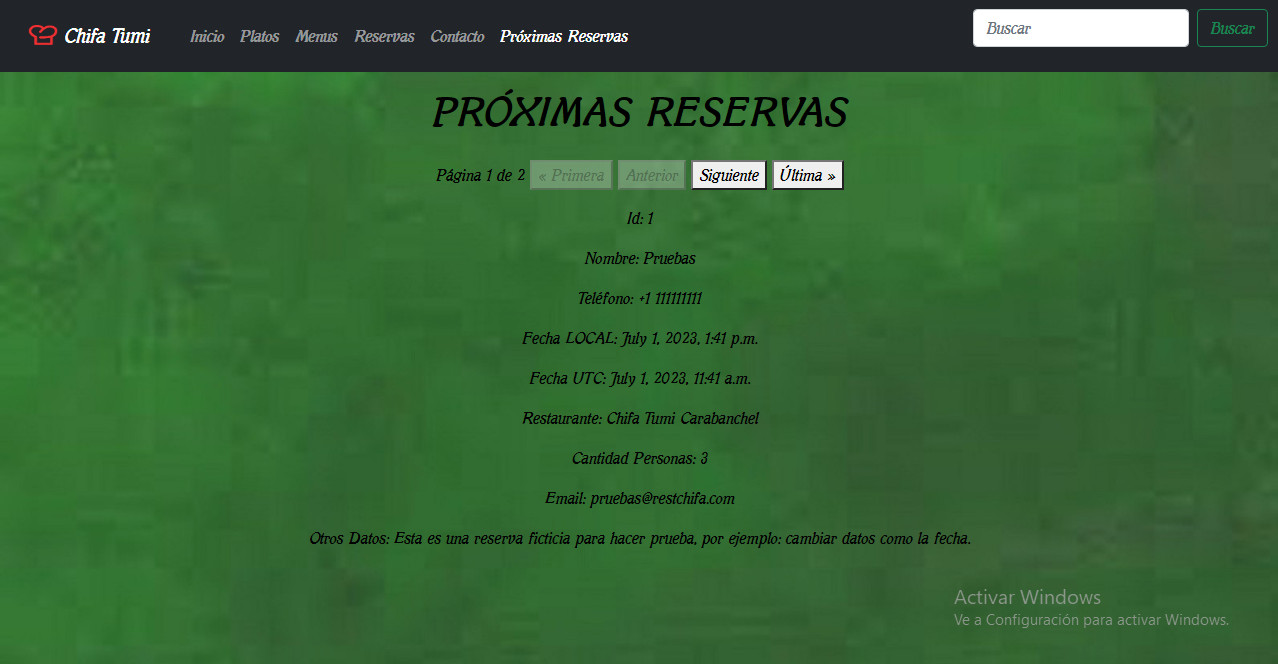 Chifa Tumi Inicio Platos Menus Reservas Contacto Próximas Reservas Buscar Buscar
PRÓXIMAS RESERVAS
Página 1 de 2 « Primera Anterior Siguiente Última »
Id: 1
Nombre: Pruebas
Teléfono: +1 111111111
Fecha LOCAL: July 1, 2023, 1:41 p.m.
Fecha UTC: July 1, 2023, 11:41 a.m.
Restaurante: Chifa Tumi Carabanchel
Cantidad Personas: 3
Email: pruebas@restchifa.com
Otros Datos: Esta es una reserva ficticia para hacer prueba, por ejemplo: cambiar datos como la fecha.
Activar Windows
Ve a Configuración para activar Windows.